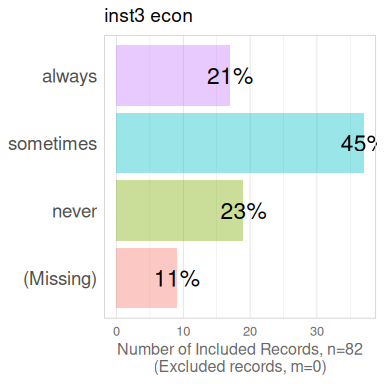 inst3 econ
always
21%
sometimes
45%
never
23%
(Missing)
11%
0 10 20 30
Number of Included Records, n=82
(Excluded records, m=0)